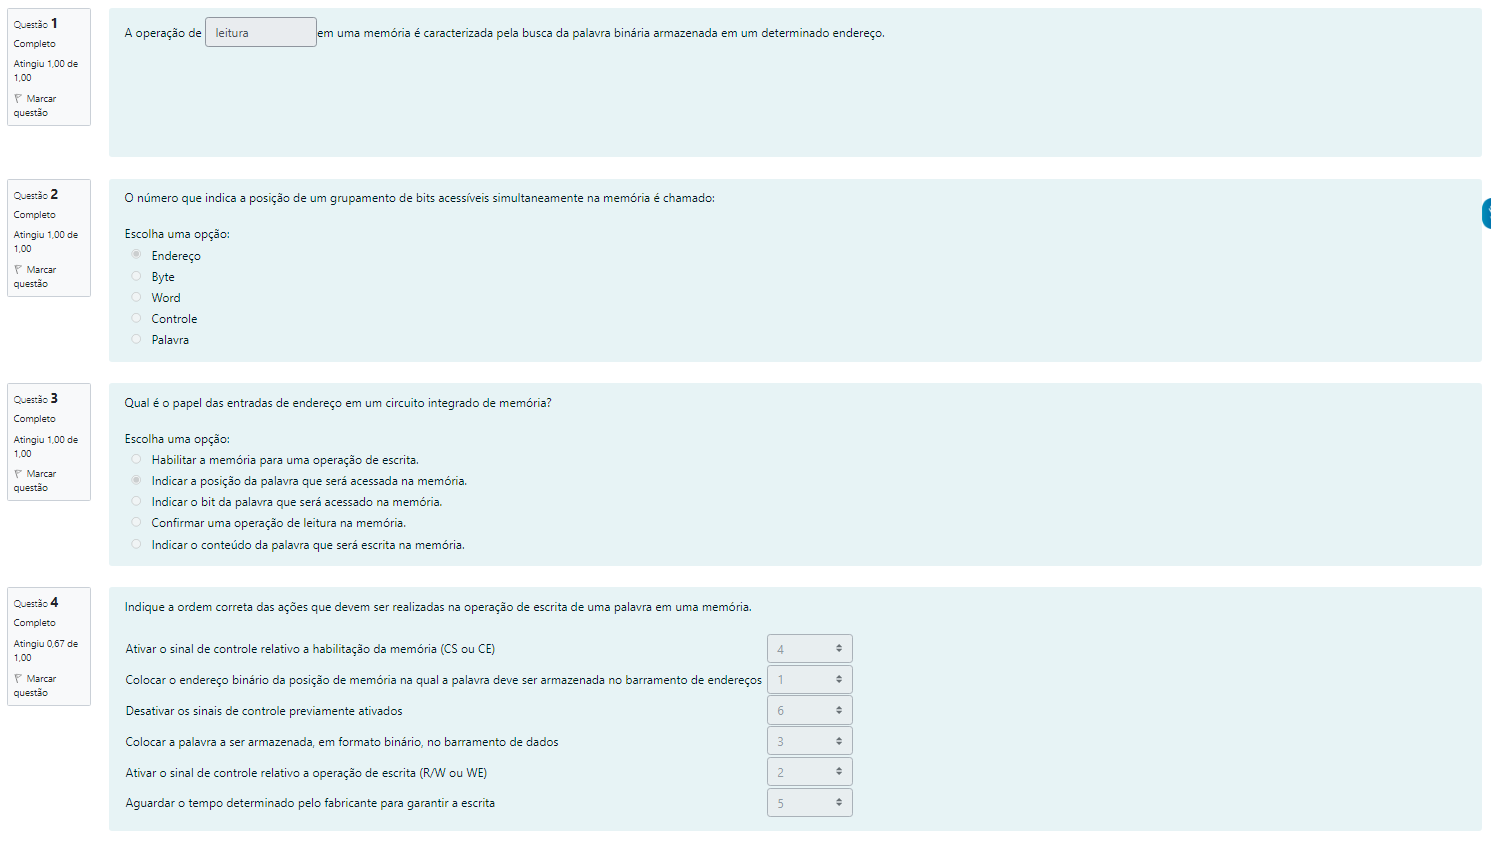 Questão 1
Completo
Atingiu 1,00 de
1,00
Marcar
questão
A operação de leitura em uma memória é caracterizada pela busca da palavra binária armazenada em um determinado endereço.
Questão 2
Completo
Atingiu 1,00 de
1,00
Marcar
questão
O número que indica a posição de um grupamento de bits acessíveis simultaneamente na memória é chamado:
Escolha uma opção:
Endereço
Byte
Word
Controle
Palavra
Questão 3
Completo
Atingiu 1,00 de
1,00
Marcar
questão
Qual é o papel das entradas de endereço em um circuito integrado de memória?
Escolha uma opção:
Habilitar a memória para uma operação de escrita.
Indicar a posição da palavra que será acessada na memória.
Indicar o bit da palavra que será acessado na memória.
Confirmar uma operação de leitura na memória.
Indicar o conteúdo da palavra que será escrita na memória.
Questão 4
Completo
Atingiu 0,67 de
1,00
Marcar
questão
Indique a ordem correta das ações que devem ser realizadas na operação de escrita de uma palavra em uma memória.
Ativar o sinal de controle relativo a habilitação da memória (CS ou CE) 4
Colocar o endereço binário da posição de memória na qual a palavra deve ser armazenada no barramento de endereços 1
Desativar os sinais de controle previamente ativados 6
Colocar a palavra a ser armazenada, em formato binário, no barramento de dados 3
Ativar o sinal de controle relativo a operação de escrita (R/W ou WE) 2
Aguardar o tempo determinado pelo fabricante para garantir a escrita 5